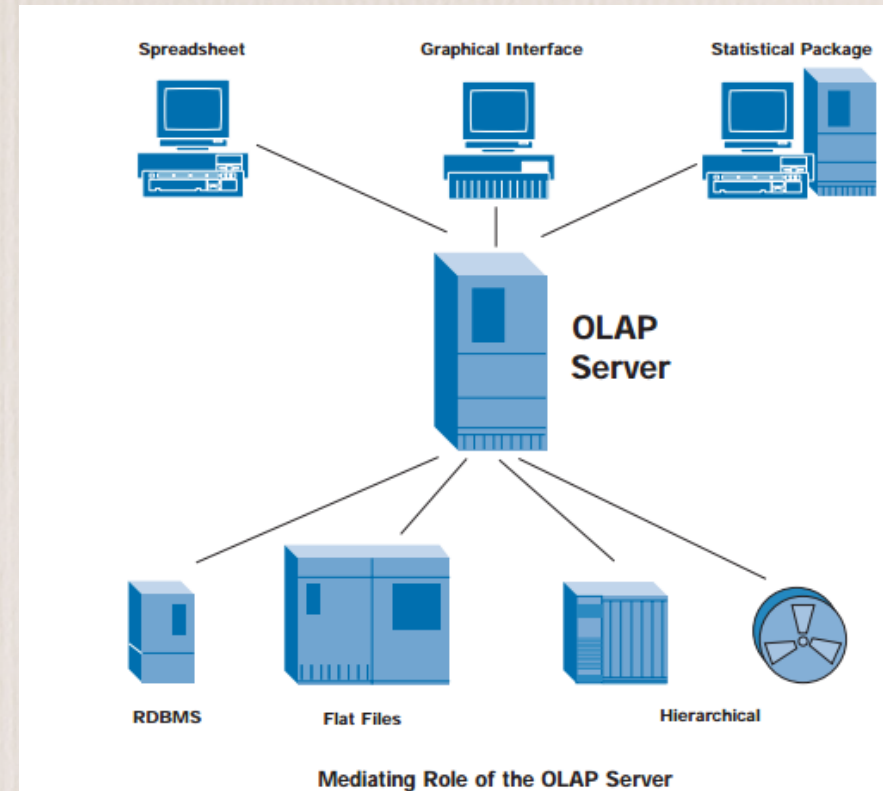 Spreadsheet
Graphical Interface
Statistical Package
OLAP
Server
RDBMS
Flat Files
Hierarchical
Mediating Role of the OLAP Server